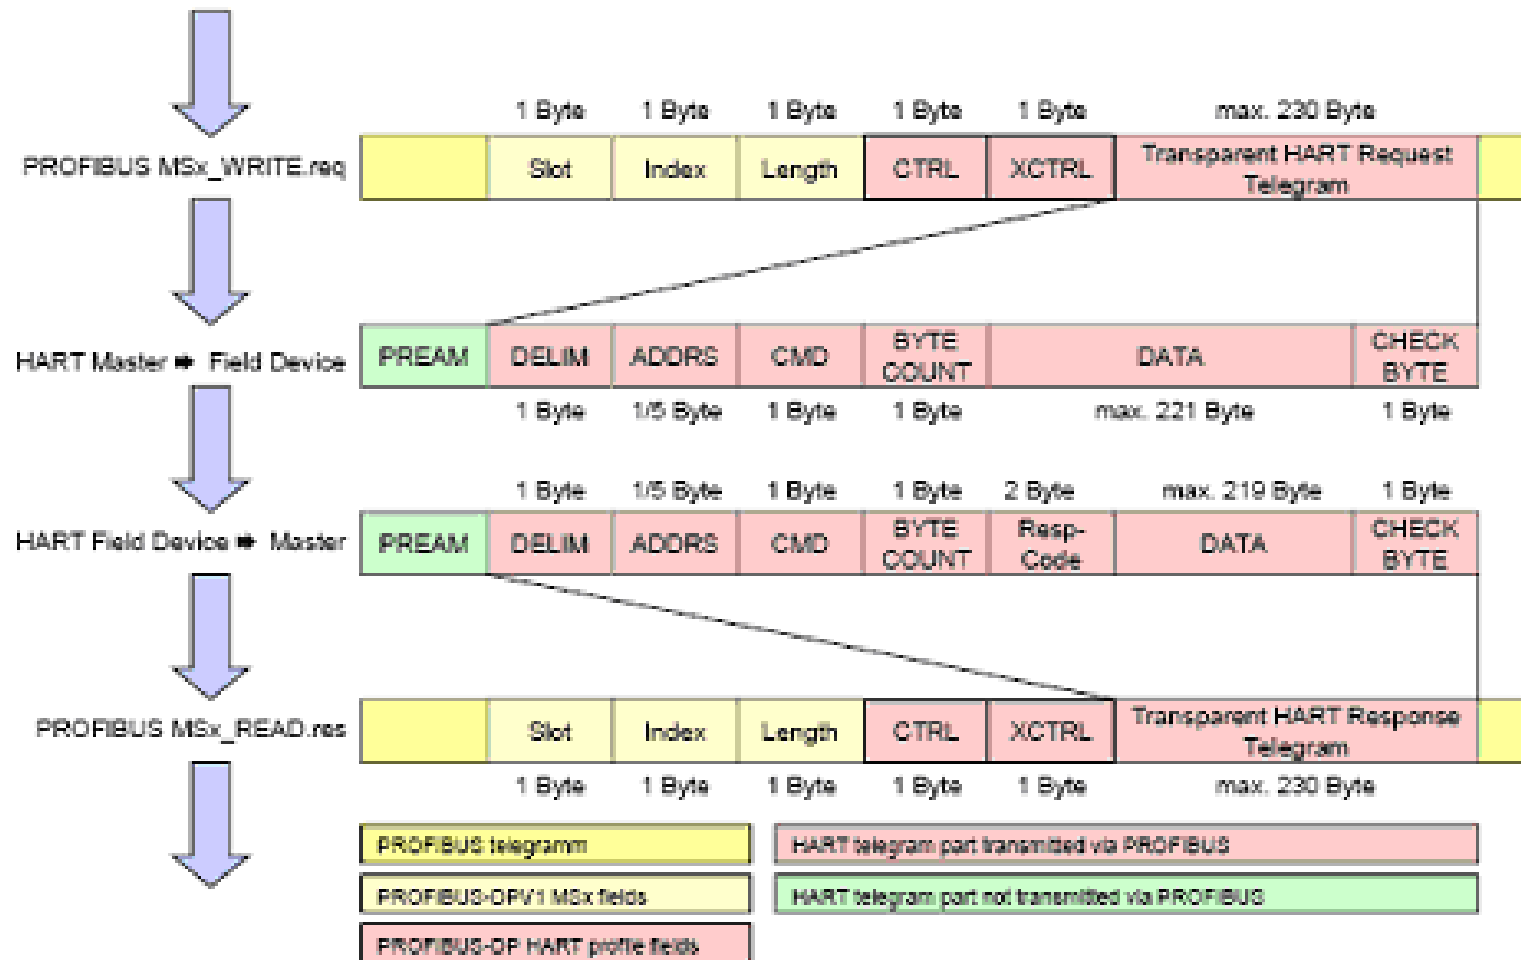 1 Byte 1 Byte 1 Byte 1 Byte 1 Byte max. 230 Byte
PROFIBUS MSx_WRITE.req
Slot Index Length CTRL XCTRL Transparent HART Request
Telegram
HART Master ➡ Field Device
PREAM DELIM ADDRS CMD BYTE
COUNT DATA CHECK
BYTE
1 Byte 1/5 Byte 1 Byte 1 Byte max. 221 Byte 1 Byte
1 Byte 1/5 Byte 1 Byte 1 Byte 2 Byte max. 219 Byte 1 Byte
HART Field Device ➡ Master
PREAM DELIM ADDRS CMD BYTE
COUNT Resp-
Code DATA CHECK
BYTE
PROFIBUS MSx_READ.res
Slot Index Length CTRL XCTRL Transparent HART Response
Telegram
1 Byte 1 Byte 1 Byte 1 Byte 1 Byte max. 230 Byte
PROFIBUS telegramm
HART telegram part transmitted via PROFIBUS
PROFIBUS-DPV1 MSx fields
HART telegram part not transmitted via PROFIBUS
PROFIBUS-DP HART profile fields